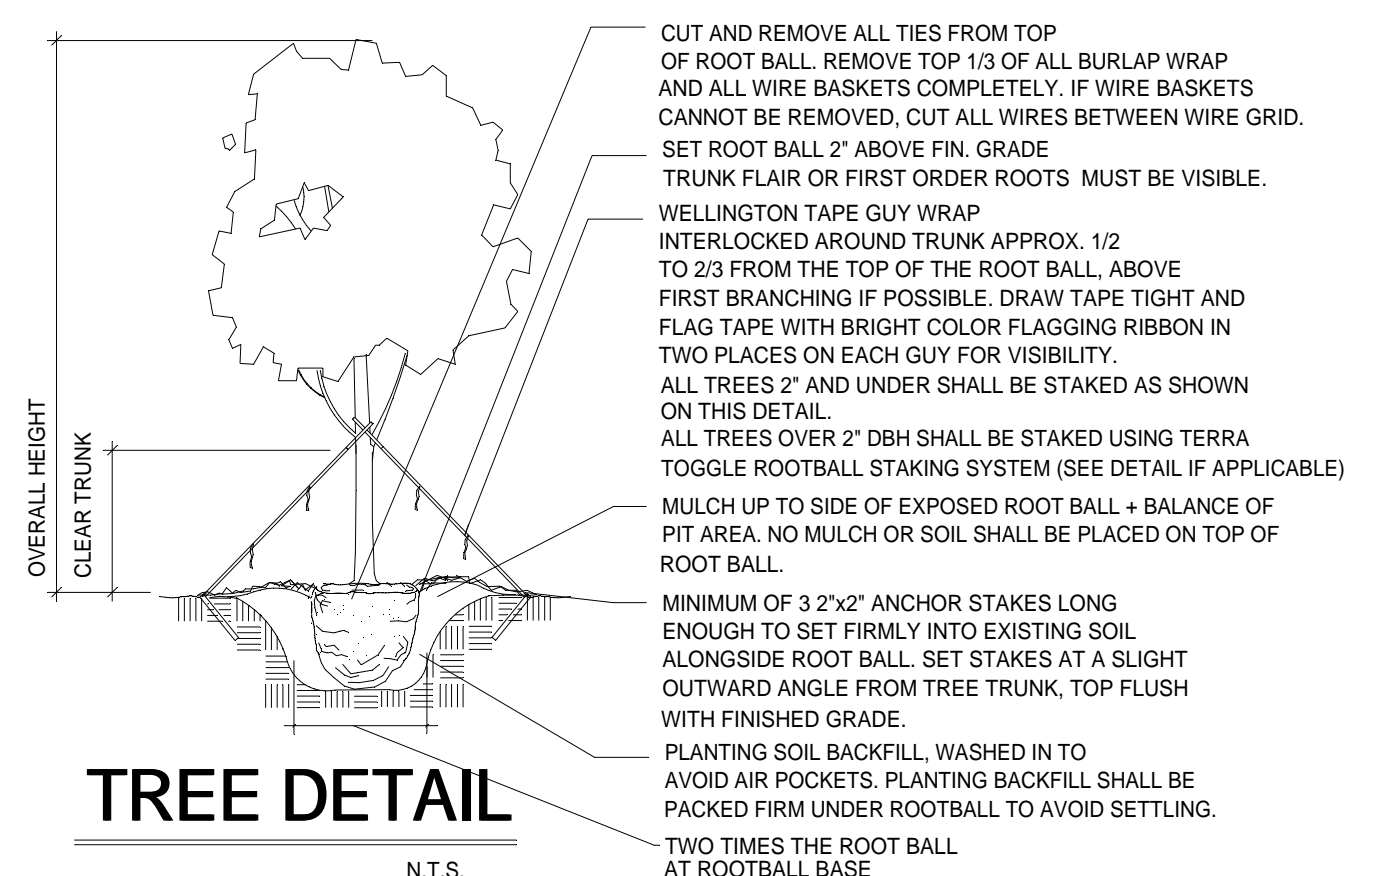 CUT AND REMOVE ALL TIES FROM TOP
OF ROOT BALL. REMOVE TOP 1/3 OF ALL BURLAP WRAP
AND ALL WIRE BASKETS COMPLETELY. IF WIRE BASKETS
CANNOT BE REMOVED, CUT ALL WIRES BETWEEN WIRE GRID.
SET ROOT BALL 2" ABOVE FIN. GRADE
TRUNK FLAIR OR FIRST ORDER ROOTS MUST BE VISIBLE.
WELLINGTON TAPE GUY WRAP
INTERLOCKED AROUND TRUNK APPROX. 1/2
TO 2/3 FROM THE TOP OF THE ROOT BALL, ABOVE
FIRST BRANCHING IF POSSIBLE. DRAW TAPE TIGHT AND
FLAG TAPE WITH BRIGHT COLOR FLAGGING RIBBON IN
TWO PLACES ON EACH GUY FOR VISIBILITY.
ALL TREES 2" AND UNDER SHALL BE STAKED AS SHOWN
ON THIS DETAIL.
ALL TREES OVER 2" DBH SHALL BE STAKED USING TERRA
TOGGLE ROOTBALL STAKING SYSTEM (SEE DETAIL IF APPLICABLE)
MULCH UP TO SIDE OF EXPOSED ROOT BALL + BALANCE OF
PIT AREA. NO MULCH OR SOIL SHALL BE PLACED ON TOP OF
ROOT BALL.
MINIMUM OF 3 2"x2" ANCHOR STAKES LONG
ENOUGH TO SET FIRMLY INTO EXISTING SOIL
ALONGSIDE ROOT BALL. SET STAKES AT A SLIGHT
OUTWARD ANGLE FROM TREE TRUNK, TOP FLUSH
WITH FINISHED GRADE.
PLANTING SOIL BACKFILL, WASHED IN TO
AVOID AIR POCKETS. PLANTING BACKFILL SHALL BE
PACKED FIRM UNDER ROOTBALL TO AVOID SETTLING.
TWO TIMES THE ROOT BALL
AT ROOTBALL BASE
OVERALL HEIGHT
CLEAR TRUNK
TREE DETAIL
N.T.S.